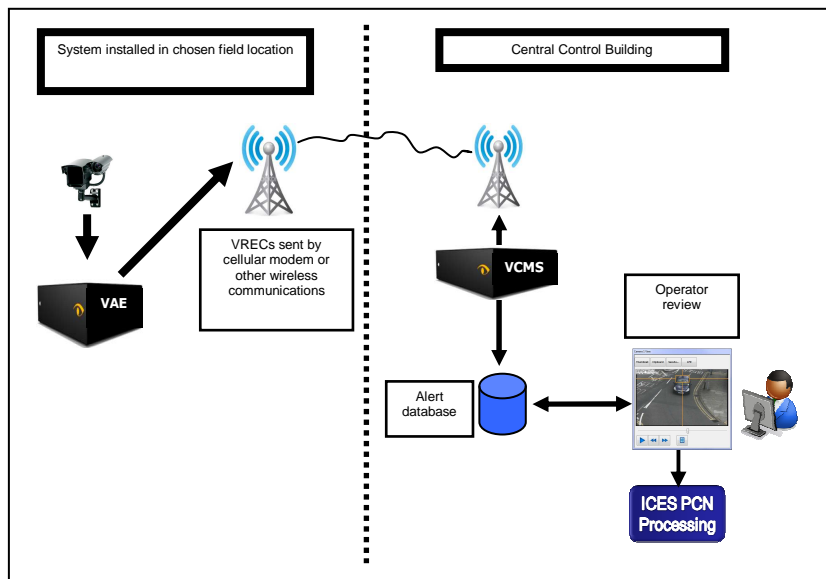 System installed in chosen field location
Central Control Building
VRECs sent by
cellular modem or
other wireless
communications
VAE
VCMS
Operator
review
Alert
database
ICES PCN
Processing